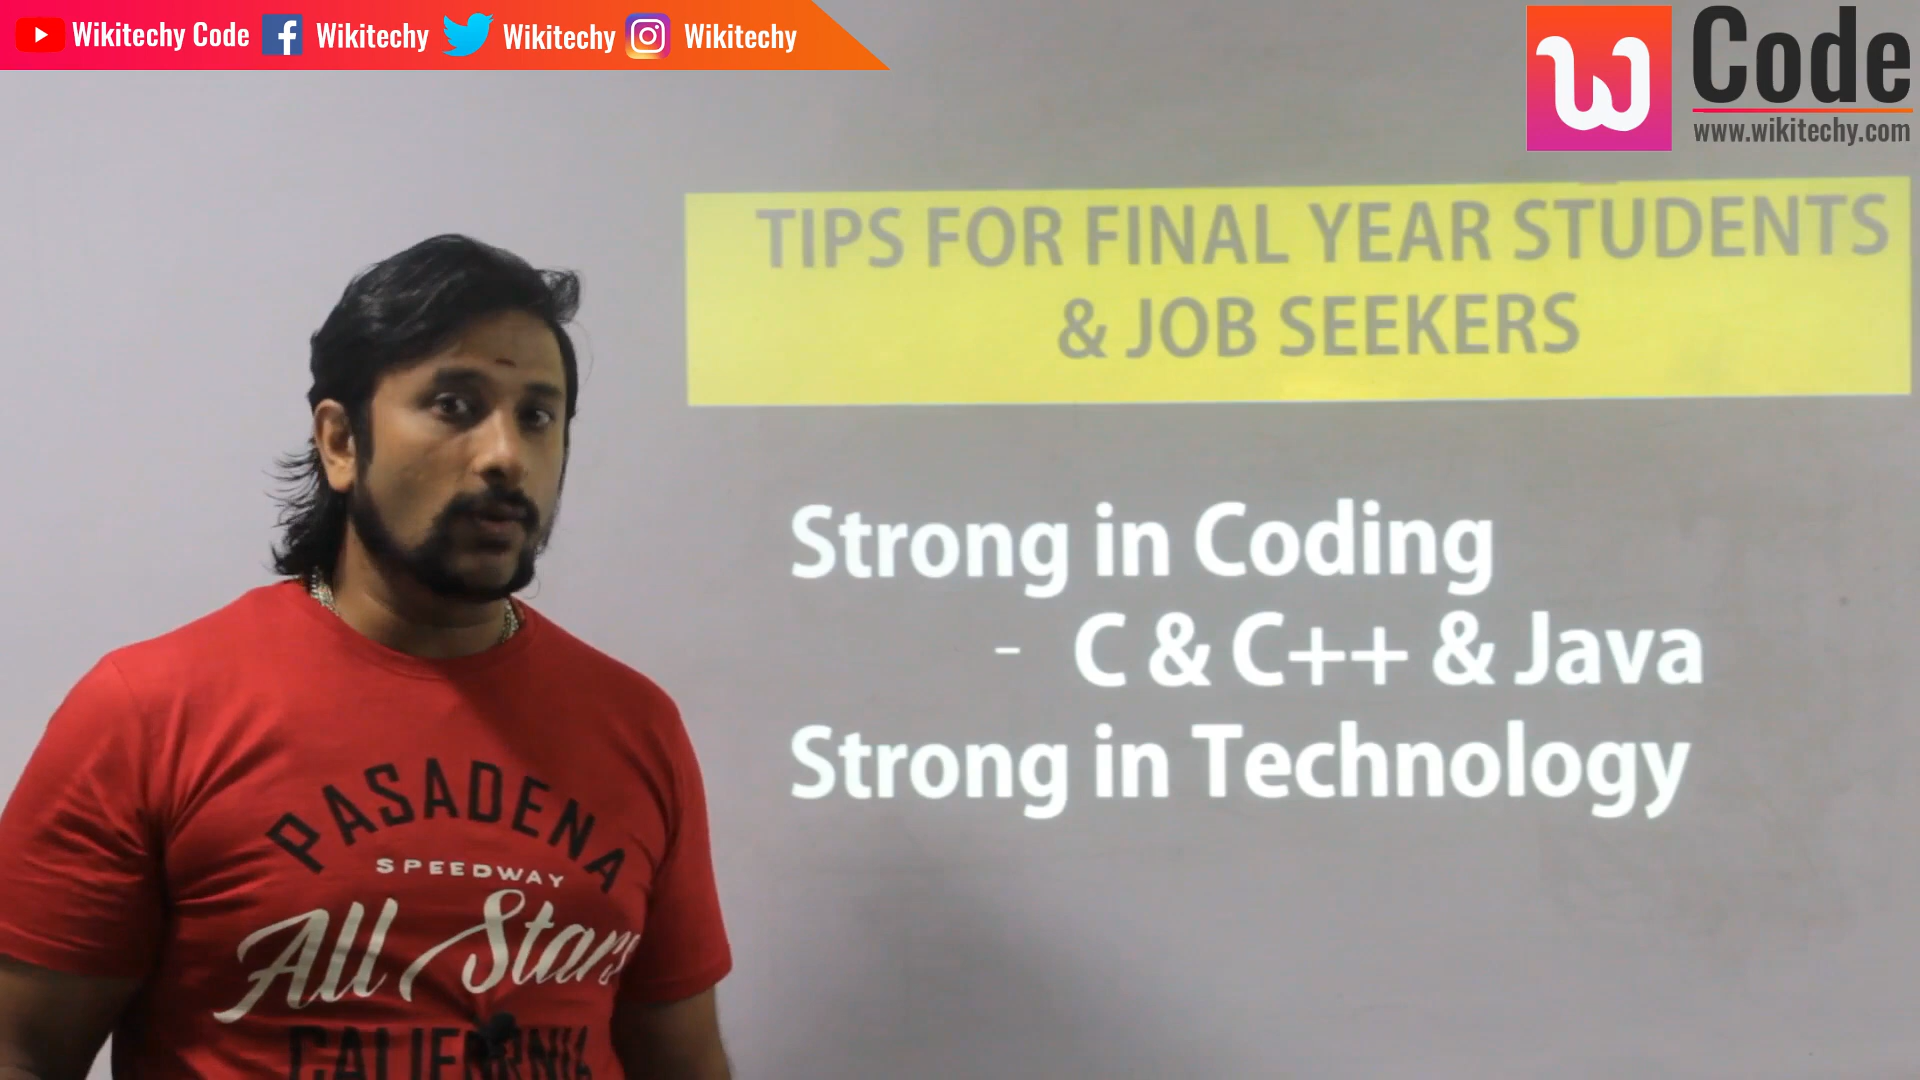 Wikitechy Code Wikitechy Wikitechy Wikitechy
W Code
www.wikitechy.com
TIPS FOR FINAL YEAR STUDENTS
& JOB SEEKERS
Strong in Coding
- C & C++ & Java
Strong in Technology
PASADENA
SPEEDWAY
All Stars
CALIFORNIA